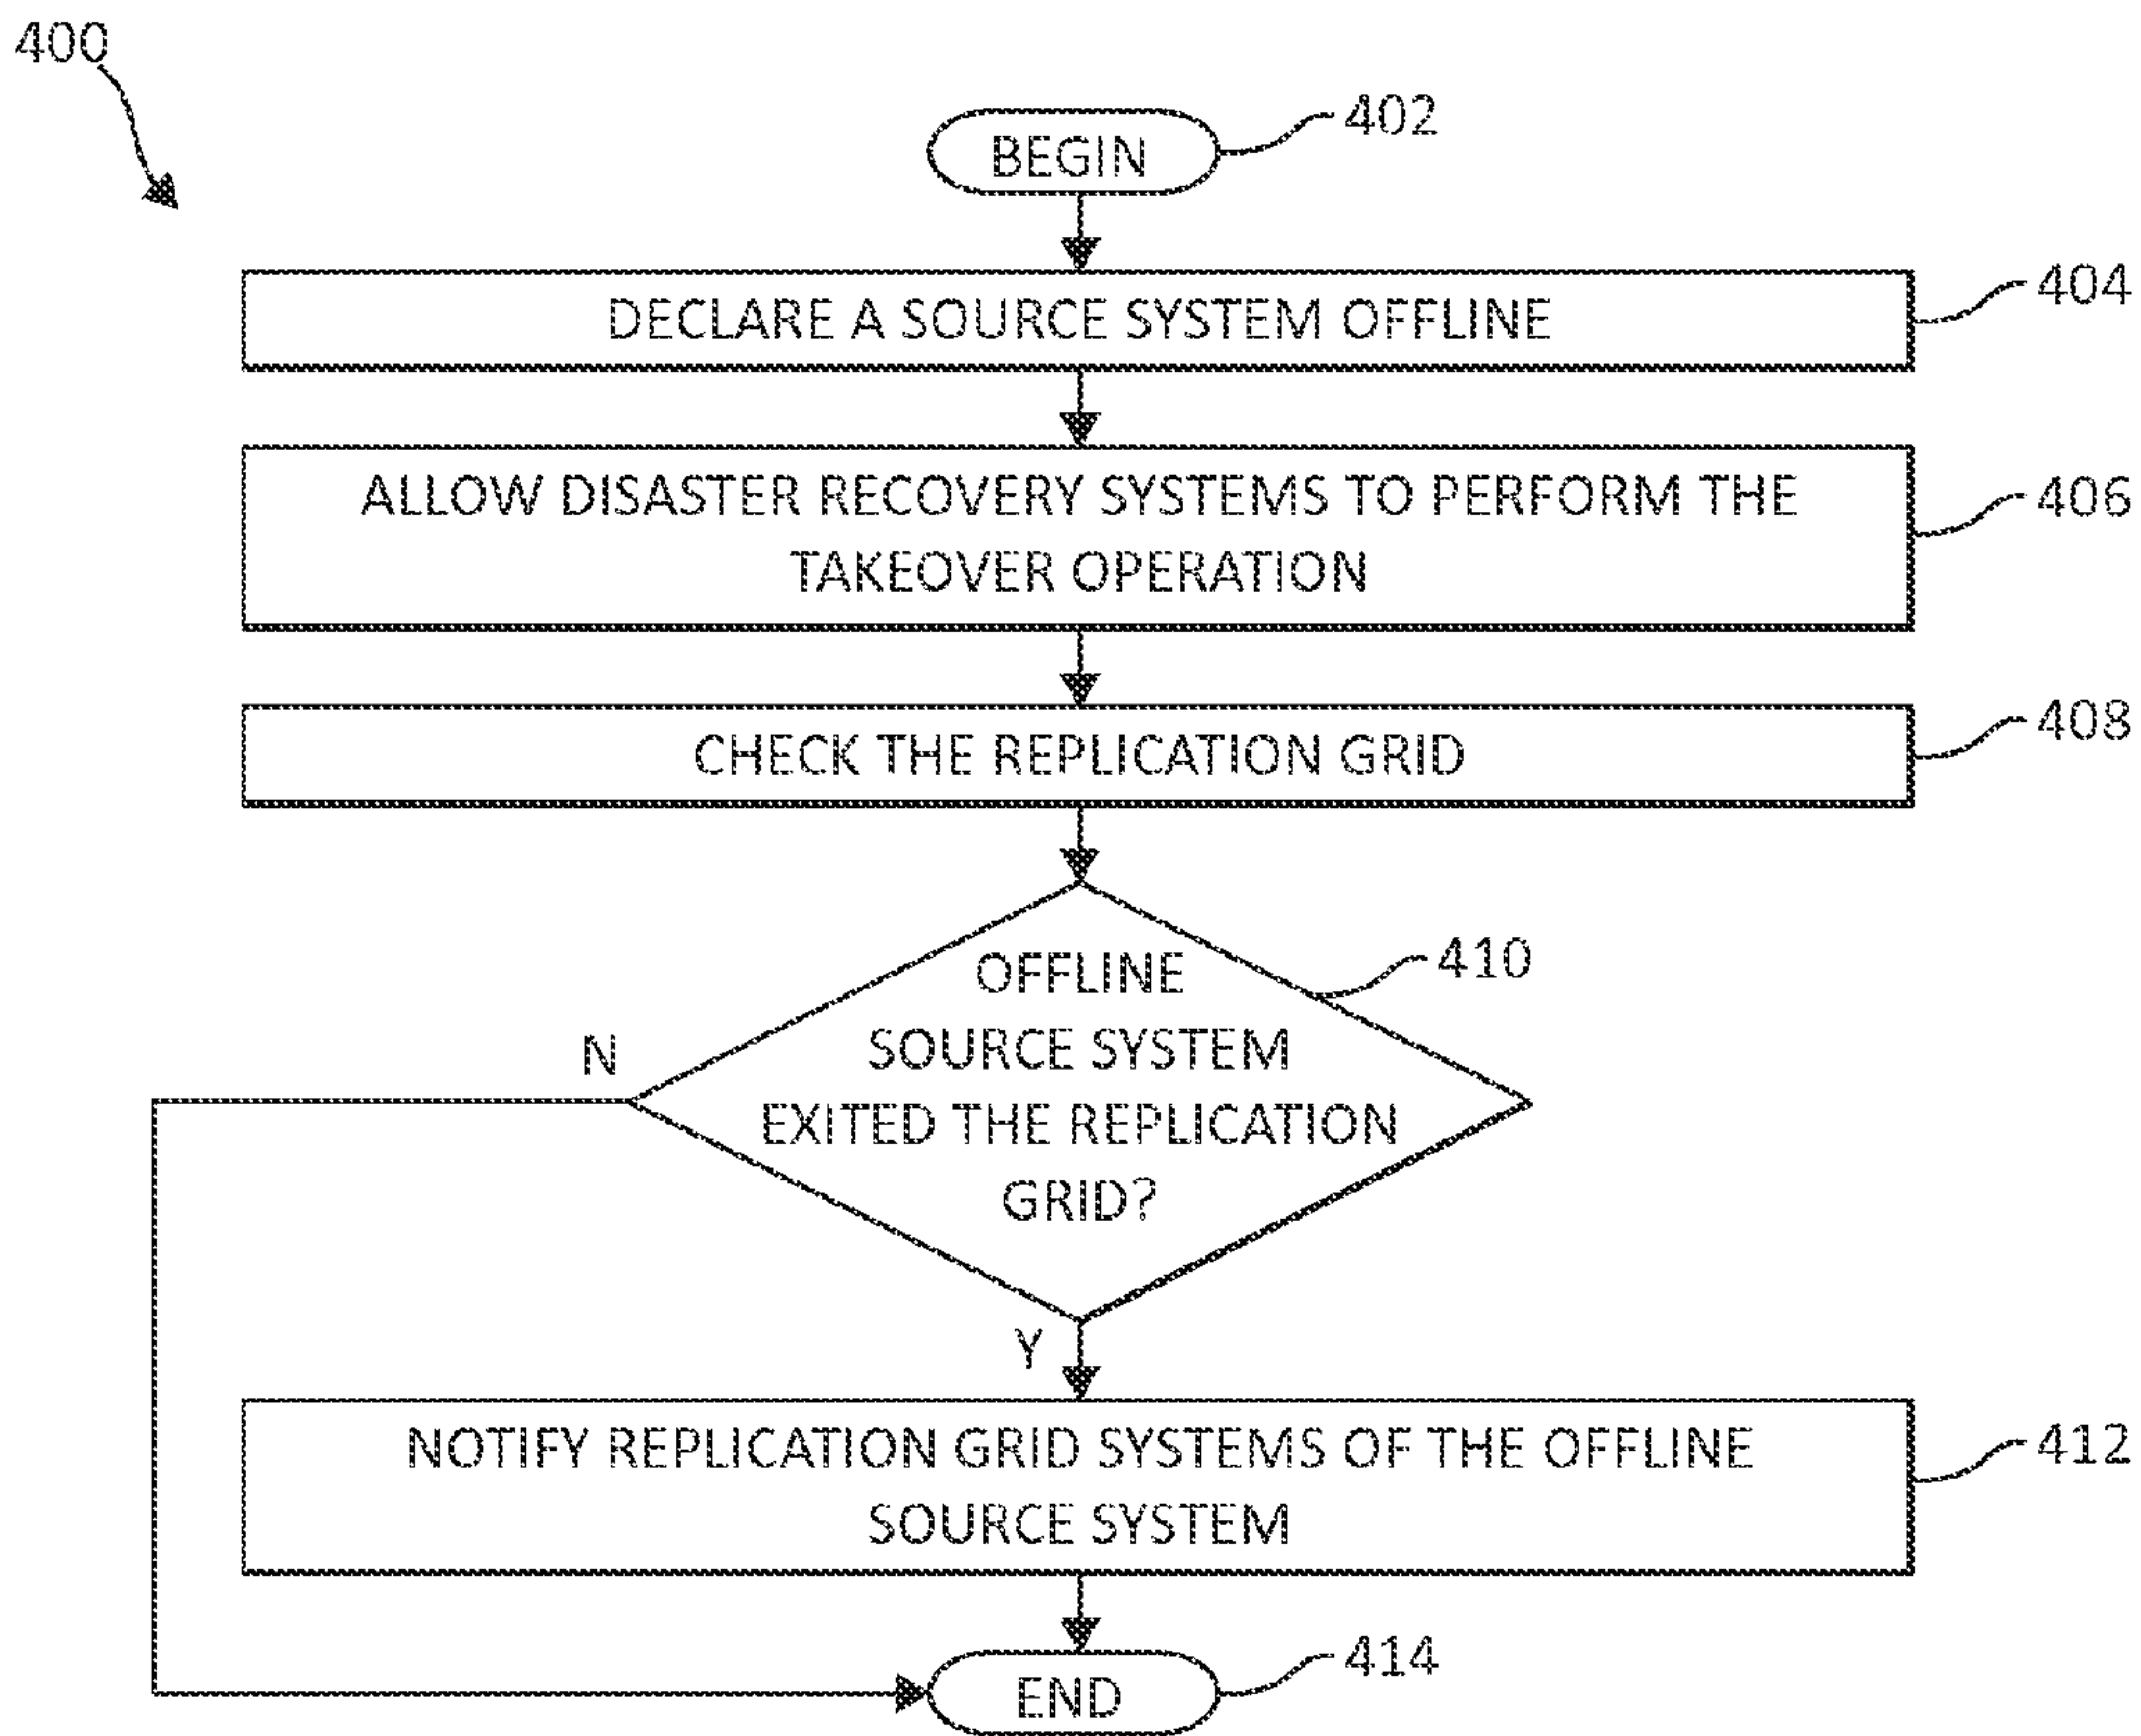 400
BEGIN
402
DECLARE A SOURCE SYSTEM OFFLINE
404
ALLOW DISASTER RECOVERY SYSTEMS TO PERFORM THE
TAKEOVER OPERATION
406
CHECK THE REPLICATION GRID
408
OFFLINE
SOURCE SYSTEM
EXITED THE REPLICATION
GRID?
410
N
Y
NOTIFY REPLICATION GRID SYSTEMS OF THE OFFLINE
SOURCE SYSTEM
412
END
414